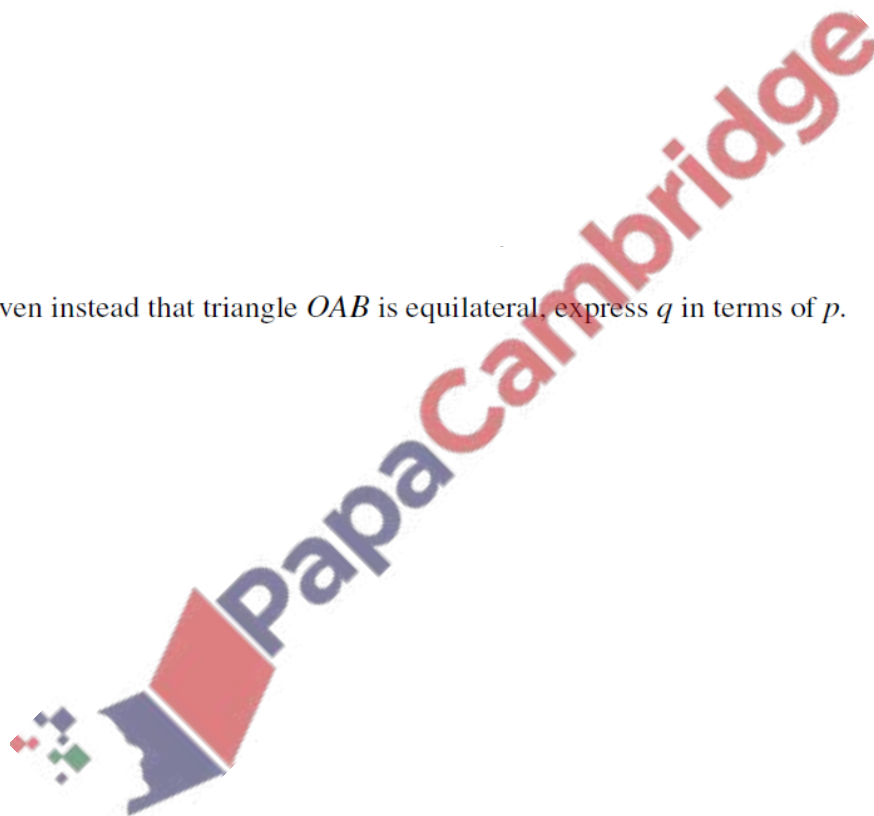 ven instead that triangle OAB is equilateral, express q in terms of p.
PapaCambridge